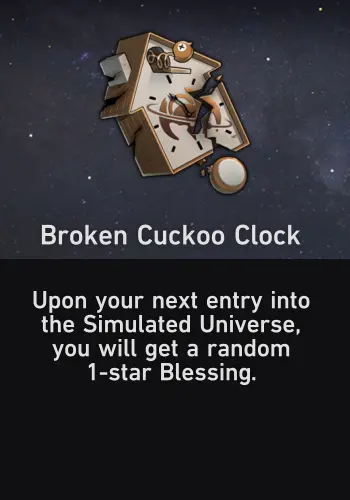 Broken Cuckoo Clock
Upon your next entry into
the Simulated Universe,
you will get a random
1-star Blessing.